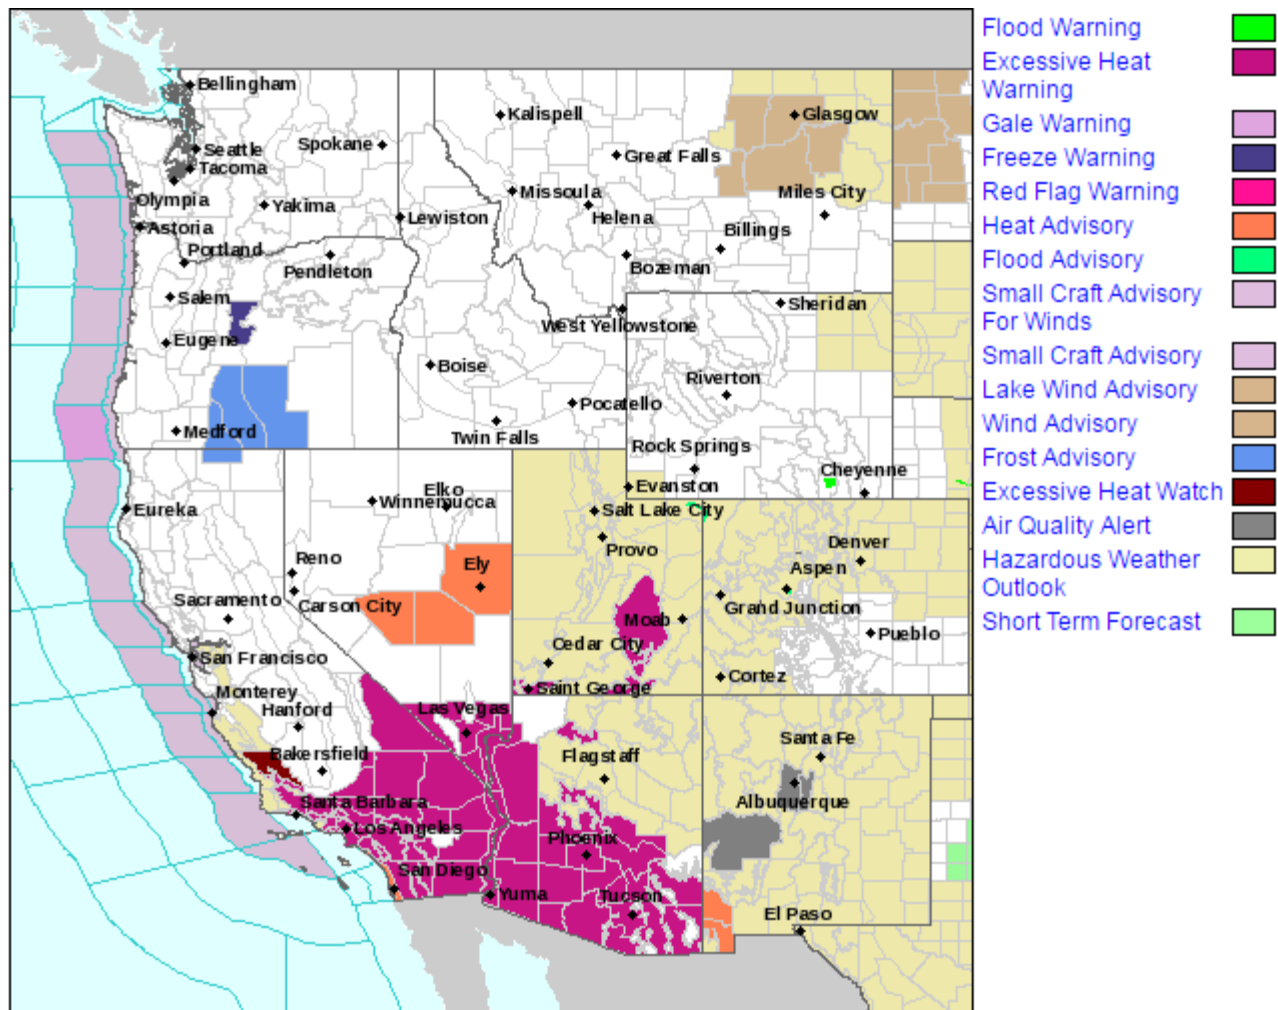 Bellingham
Kalispell
Glasgow
Spokane
Seattle
Great Falls
Tacoma
Missoula
Miles City
Olympia
Yakima
Helena
Lewiston
Astoria
Billings
Portland
Pendleton
Bozeman
Salem
Sheridan
West Yellowstone
Eugene
Boise
Riverton
Pocatello
Medford
Twin Falls
Rock Springs
Cheyenne
Elko
Evanston
Winnemucca
Eureka
Salt Lake City
Denver
Provo
Reno
Ely
Aspen
Sacramento
Carson City
Grand Junction
Moab
Pueblo
Cedar City
San Francisco
Cortez
Saint George
Monterey
Las Vegas
Hanford
Santa Fe
Bakersfield
Flagstaff
Santa Barbara
Albuquerque
Los Angeles
Phoenix
San Diego
Yuma
Tucson
El Paso
Flood Warning
Excessive Heat
Warning
Gale Warning
Freeze Warning
Red Flag Warning
Heat Advisory
Flood Advisory
Small Craft Advisory
For Winds
Small Craft Advisory
Lake Wind Advisory
Wind Advisory
Frost Advisory
Excessive Heat Watch
Air Quality Alert
Hazardous Weather
Outlook
Short Term Forecast